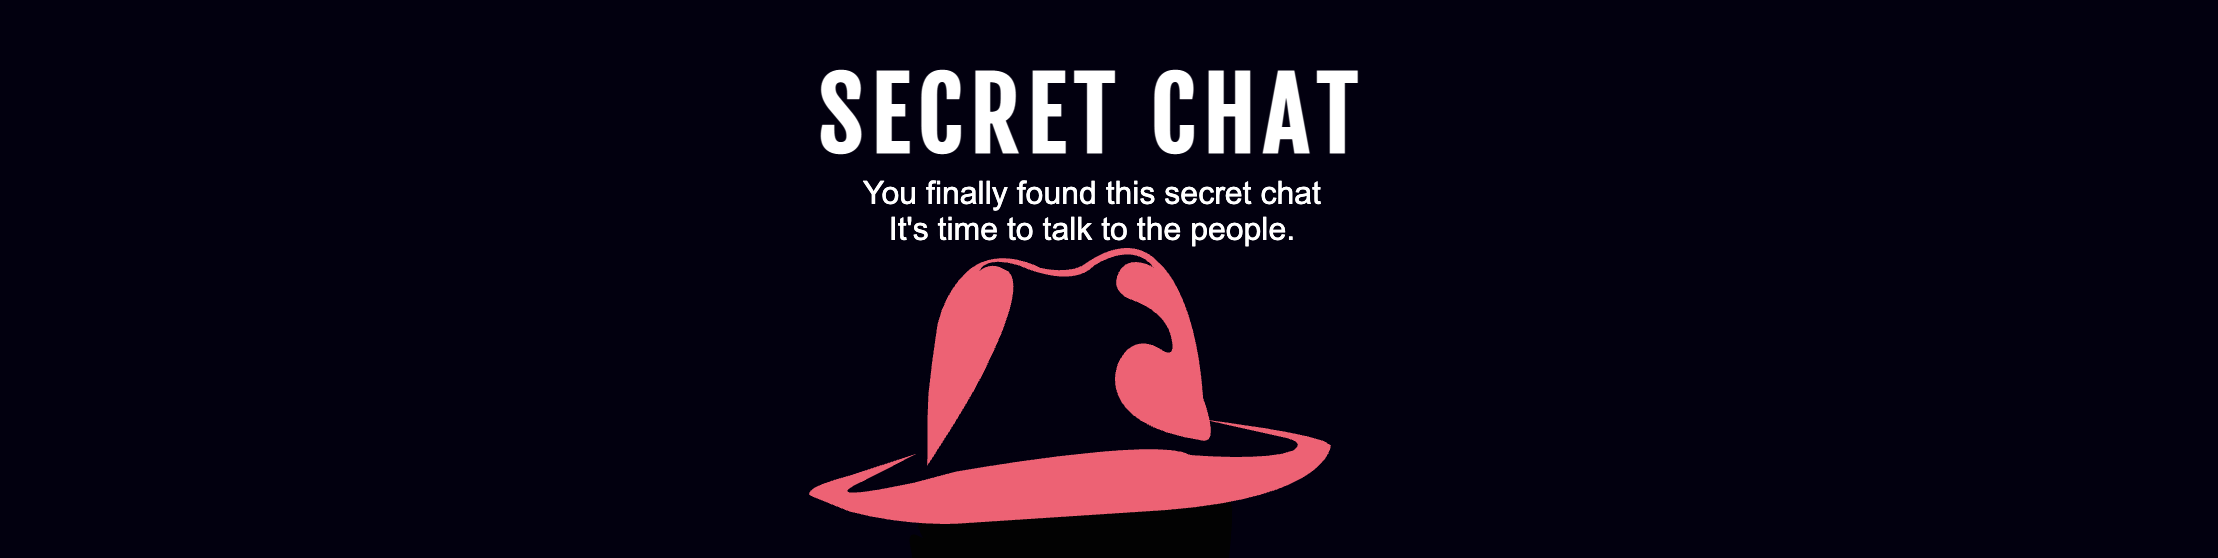 SECRET CHAT
You finally found this secret chat
It's time to talk to the people.